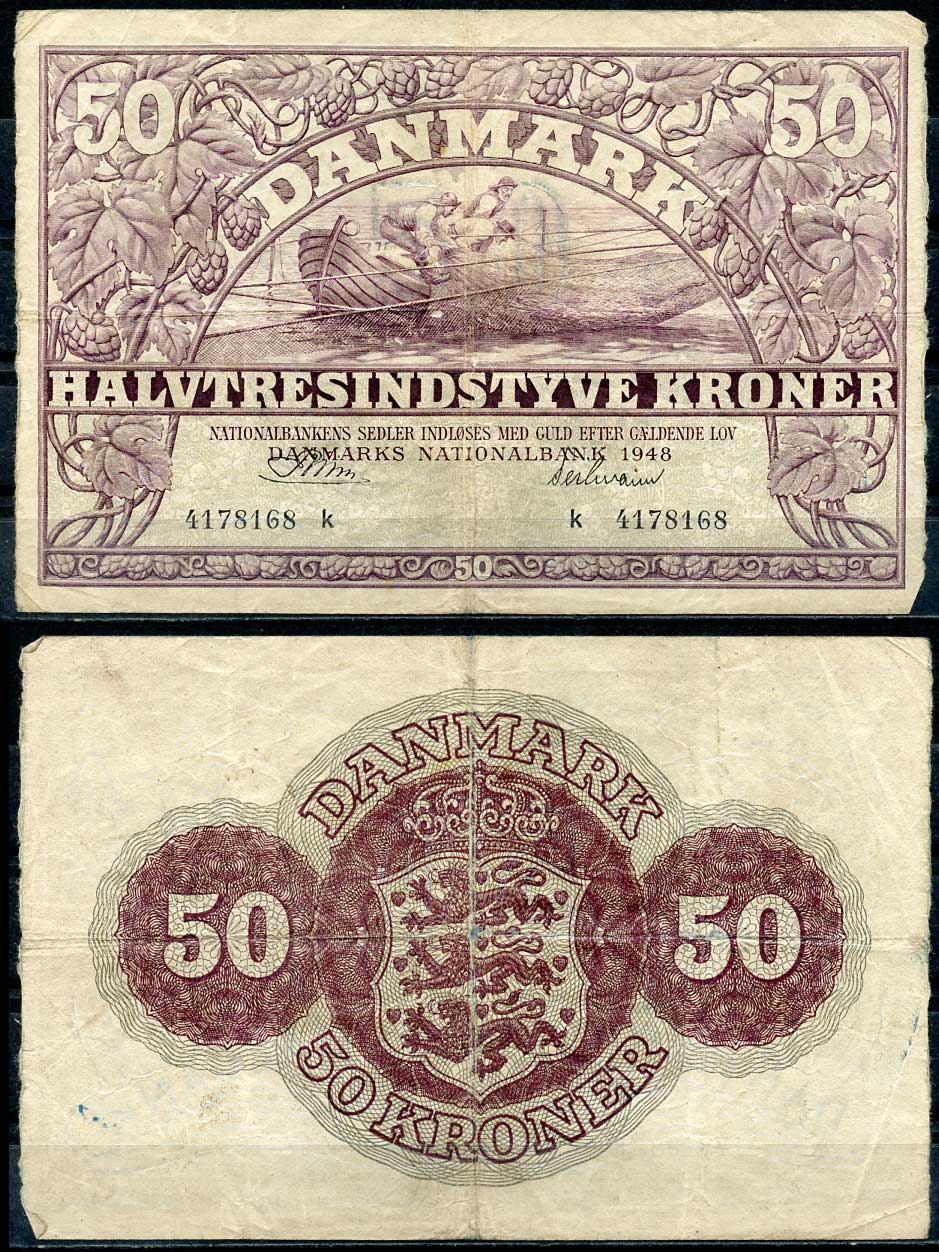 50 50
DANMARK
HALVTRESINDSTYVE KRONER
NATIONALBANKENS SEDLER INDLØSES MED GULD EFTER GÆLDENDE LOV
DANMARKS NATIONALBANK 1948
4178168 k k 4178168
50
DANMARK
50 50
50 KRONER